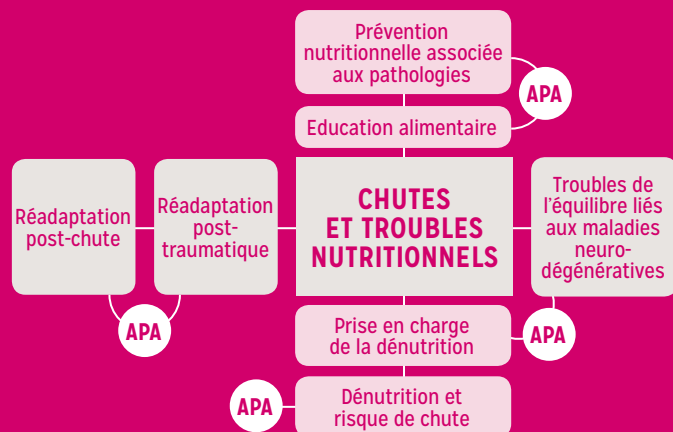 Prévention
nutritionnelle associée
aux pathologies
APA
Education alimentaire
Réadaptation
post-chute
Réadaptation
post-
traumatique
CHUTES
ET TROUBLES
NUTRITIONNELS
Troubles de
l'équilibre liés
aux maladies
neuro-
dégénératives
APA
Prise en charge
de la dénutrition
APA
APA
Dénutrition et
risque de chute